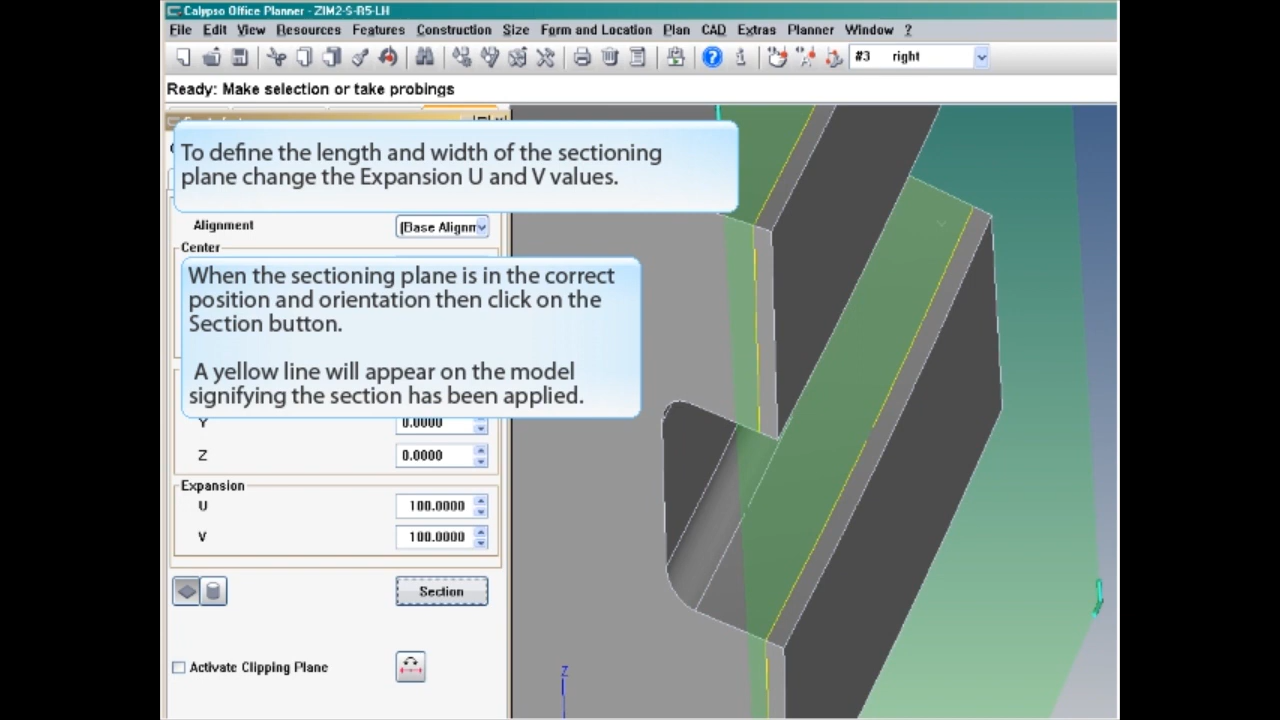 Calypso Office Planner - ZIM2-S-R5-LH
File Edit View Resources Features Construction Size Form and Location Plan CAD Extras Planner Window ?
#3 right
Ready: Make selection or take probings
To define the length and width of the sectioning
plane change the Expansion U and V values.
Alignment (Base Alignm
Center
When the sectioning plane is in the correct
position and orientation then click on the
Section button.
A yellow line will appear on the model
signifying the section has been applied.
Y 0.0000
Z 0.0000
Expansion
U 100.0000
V 100.0000
Section
Activate Clipping Plane
Z